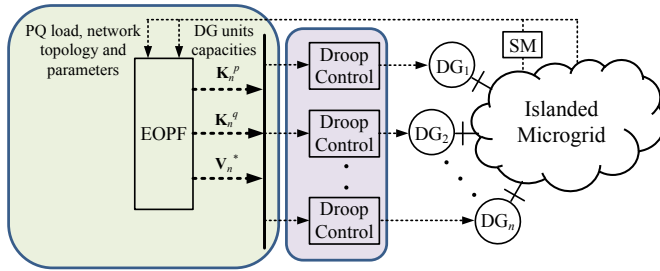 PQ load, network
topology and
parameters
DG units
capacities
EOPF
K_n^p
K_n^q
V_n^*
Droop
Control
Droop
Control
Droop
Control
DG_1
DG_2
DG_n
SM
Islanded
Microgrid